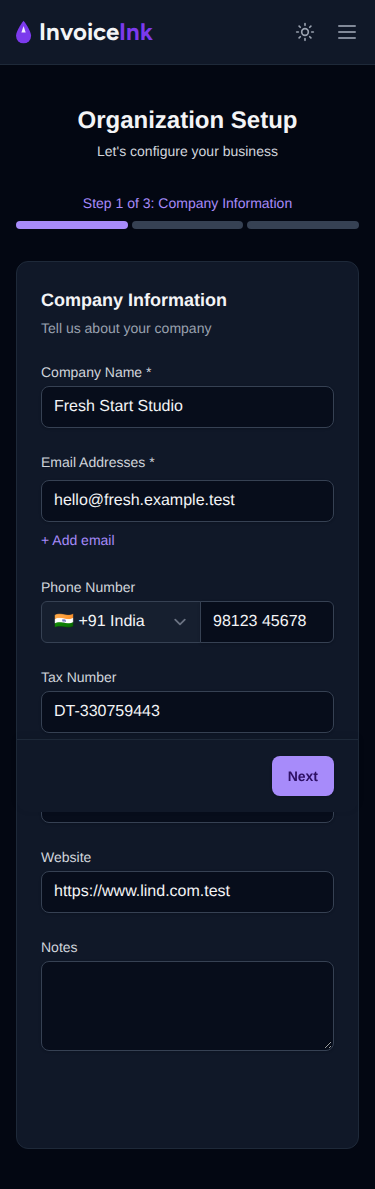 InvoiceInk
Organization Setup
Let's configure your business
Step 1 of 3: Company Information
Company Information
Tell us about your company
Company Name *
Fresh Start Studio
Email Addresses *
hello@fresh.example.test
+ Add email
Phone Number
🇮🇳 +91 India
98123 45678
Tax Number
DT-330759443
Next
Website
https://www.lind.com.test
Notes